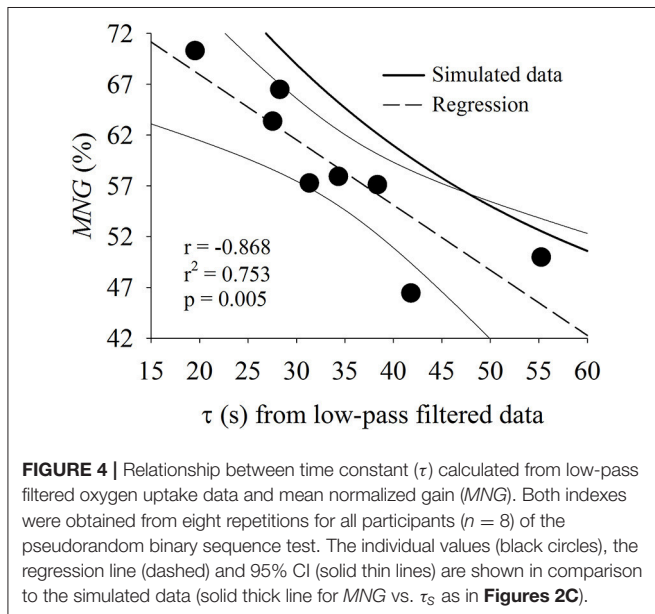 72
67
62
57
52
47
42
MNG (%)
Simulated data
Regression
r = -0.868
r² = 0.753
p = 0.005
15 20 25 30 35 40 45 50 55 60
τ (s) from low-pass filtered data
FIGURE 4 | Relationship between time constant (τ) calculated from low-pass
filtered oxygen uptake data and mean normalized gain (MNG). Both indexes
were obtained from eight repetitions for all participants (n = 8) of the
pseudorandom binary sequence test. The individual values (black circles), the
regression line (dashed) and 95% CI (solid thin lines) are shown in comparison
to the simulated data (solid thick line for MNG vs. τS as in Figures 2C).